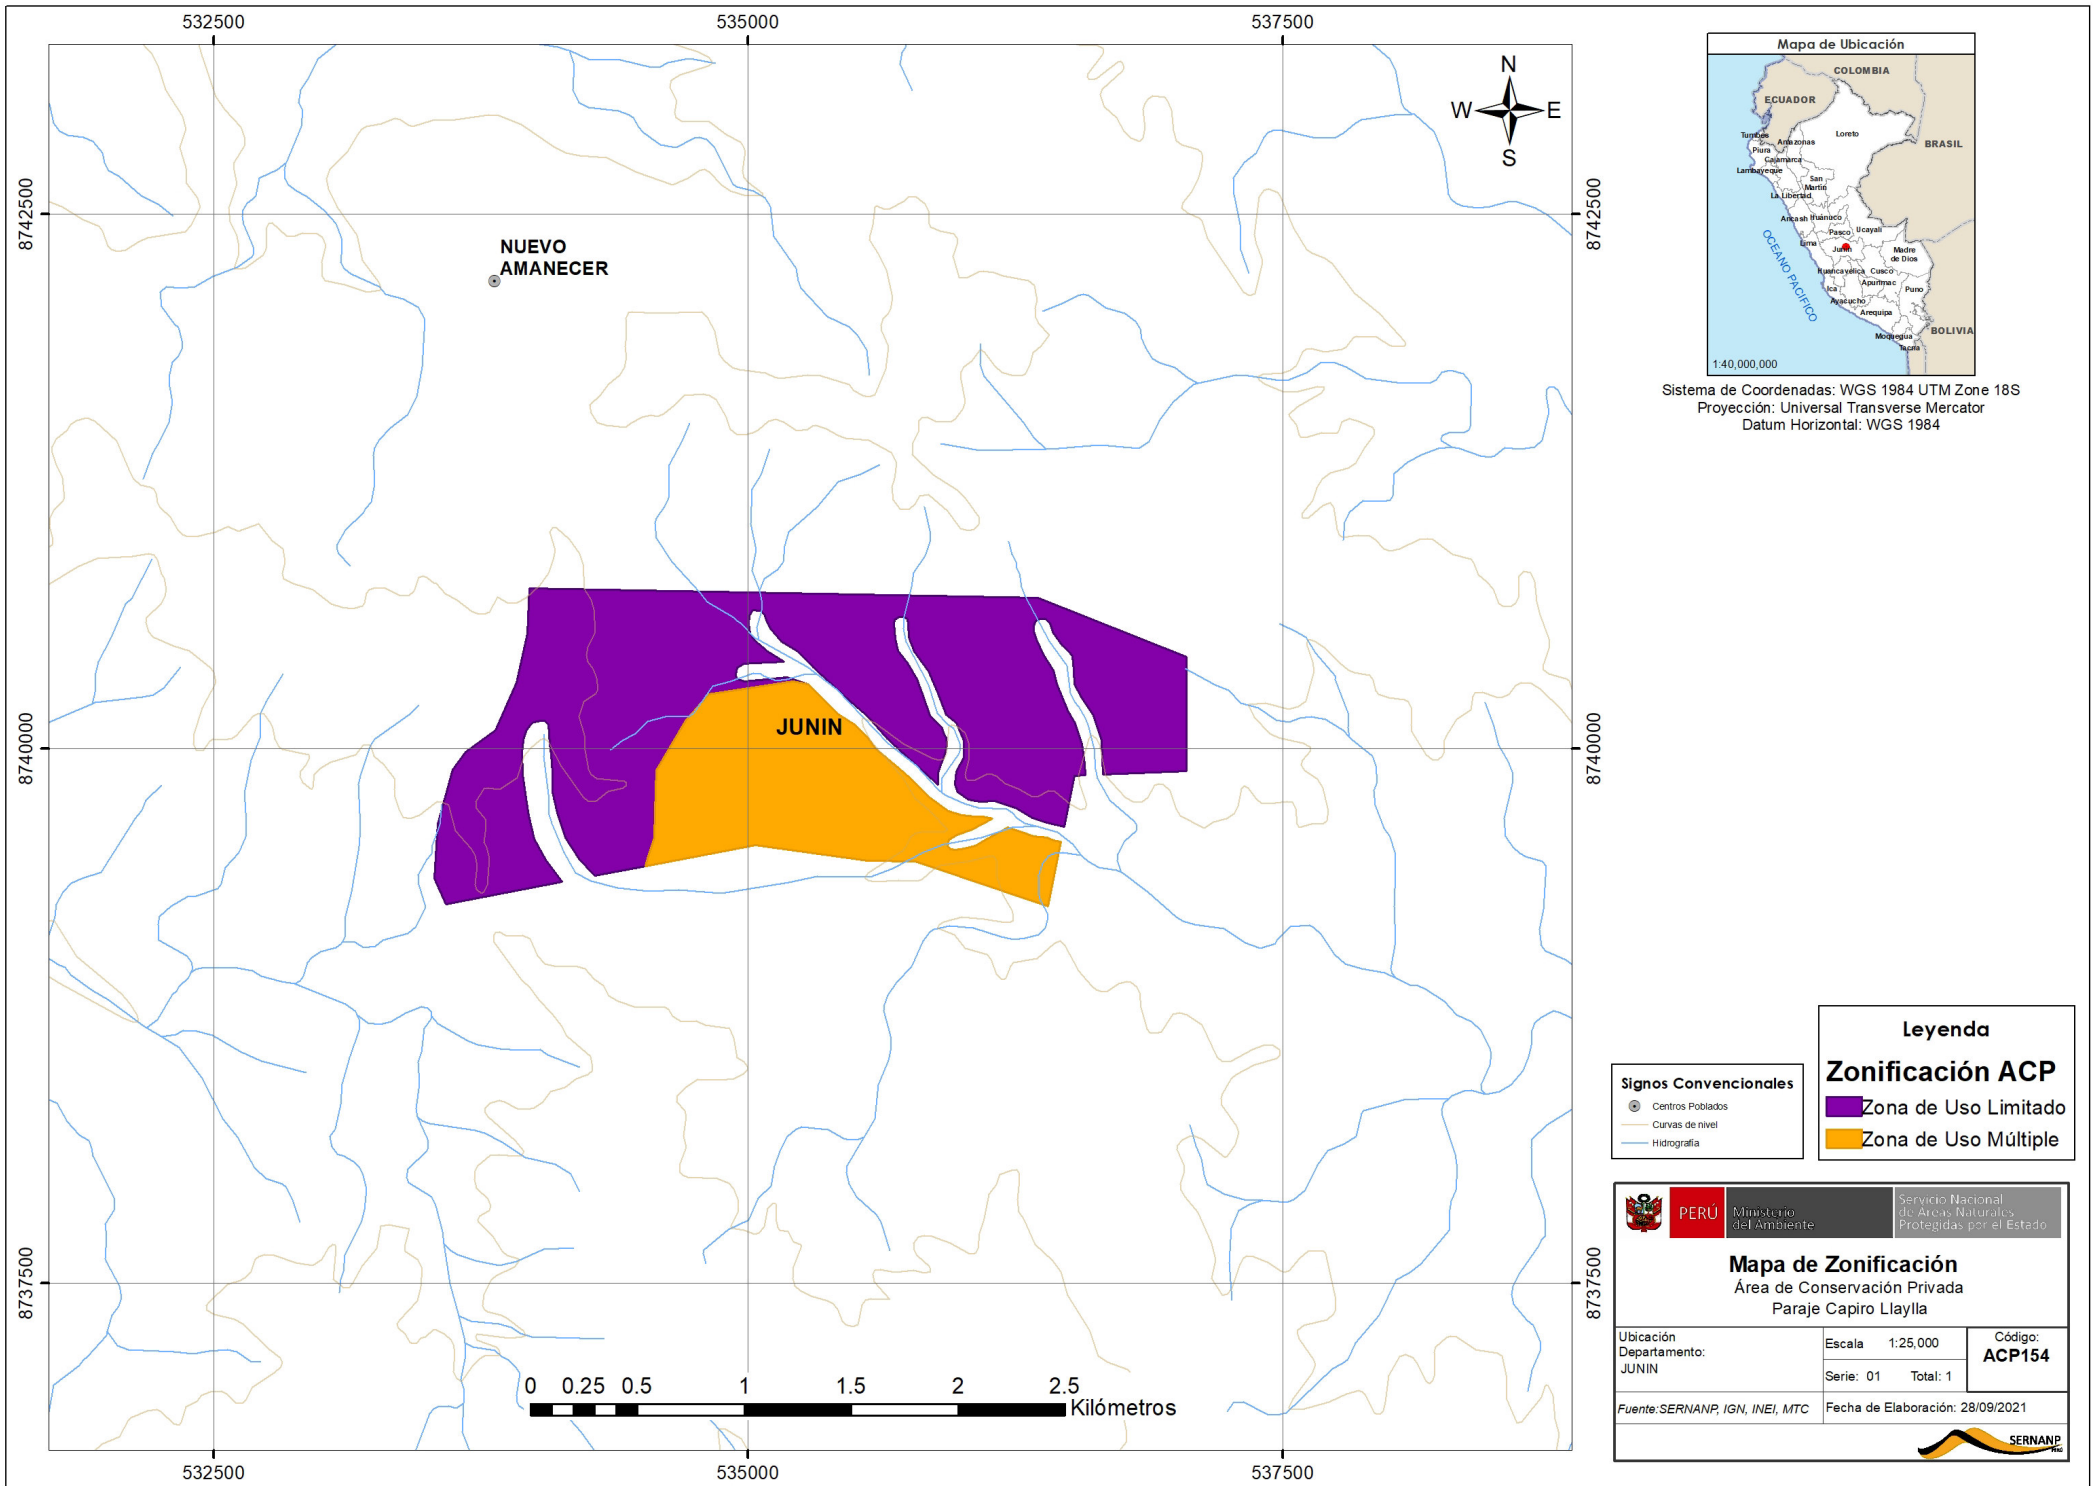 532500
535000
537500
8742500
8742500
N
W
E
S
NUEVO
AMANECER
JUNIN
8740000
8740000
8737500
8737500
0 0.25 0.5 1 1.5 2 2.5
Kilómetros
532500
535000
537500
Mapa de Ubicación
COLOMBIA
ECUADOR
Tumbes
Loreto
Amazonas
Piura
BRASIL
Cajamarca
Lambayeque
San
Martin
La Libertad
Ancash
Huánuco
Pasco
Ucayali
Lima
Junin
Madre
de Dios
Huancavelica
Cusco
Apurimac
Ica
Puno
Ayacucho
Arequipa
OCEANO PACIFICO
BOLIVIA
Moquegua
Tacna
1:40,000,000
Sistema de Coordenadas: WGS 1984 UTM Zone 18S
Proyección: Universal Transverse Mercator
Datum Horizontal: WGS 1984
Leyenda
Zonificación ACP
Zona de Uso Limitado
Zona de Uso Múltiple
Signos Convencionales
Centros Poblados
Curvas de nivel
Hidrografía
PERÚ
Ministerio
del Ambiente
Servicio Nacional
de Áreas Naturales
Protegidas por el Estado
Mapa de Zonificación
Área de Conservación Privada
Paraje Capiro Llaylla
Ubicación
Departamento:
JUNIN
Escala 1:25,000
Serie: 01 Total: 1
Código:
ACP154
Fuente:SERNANP, IGN, INEI, MTC
Fecha de Elaboración: 28/09/2021
SERNANP
PERÚ